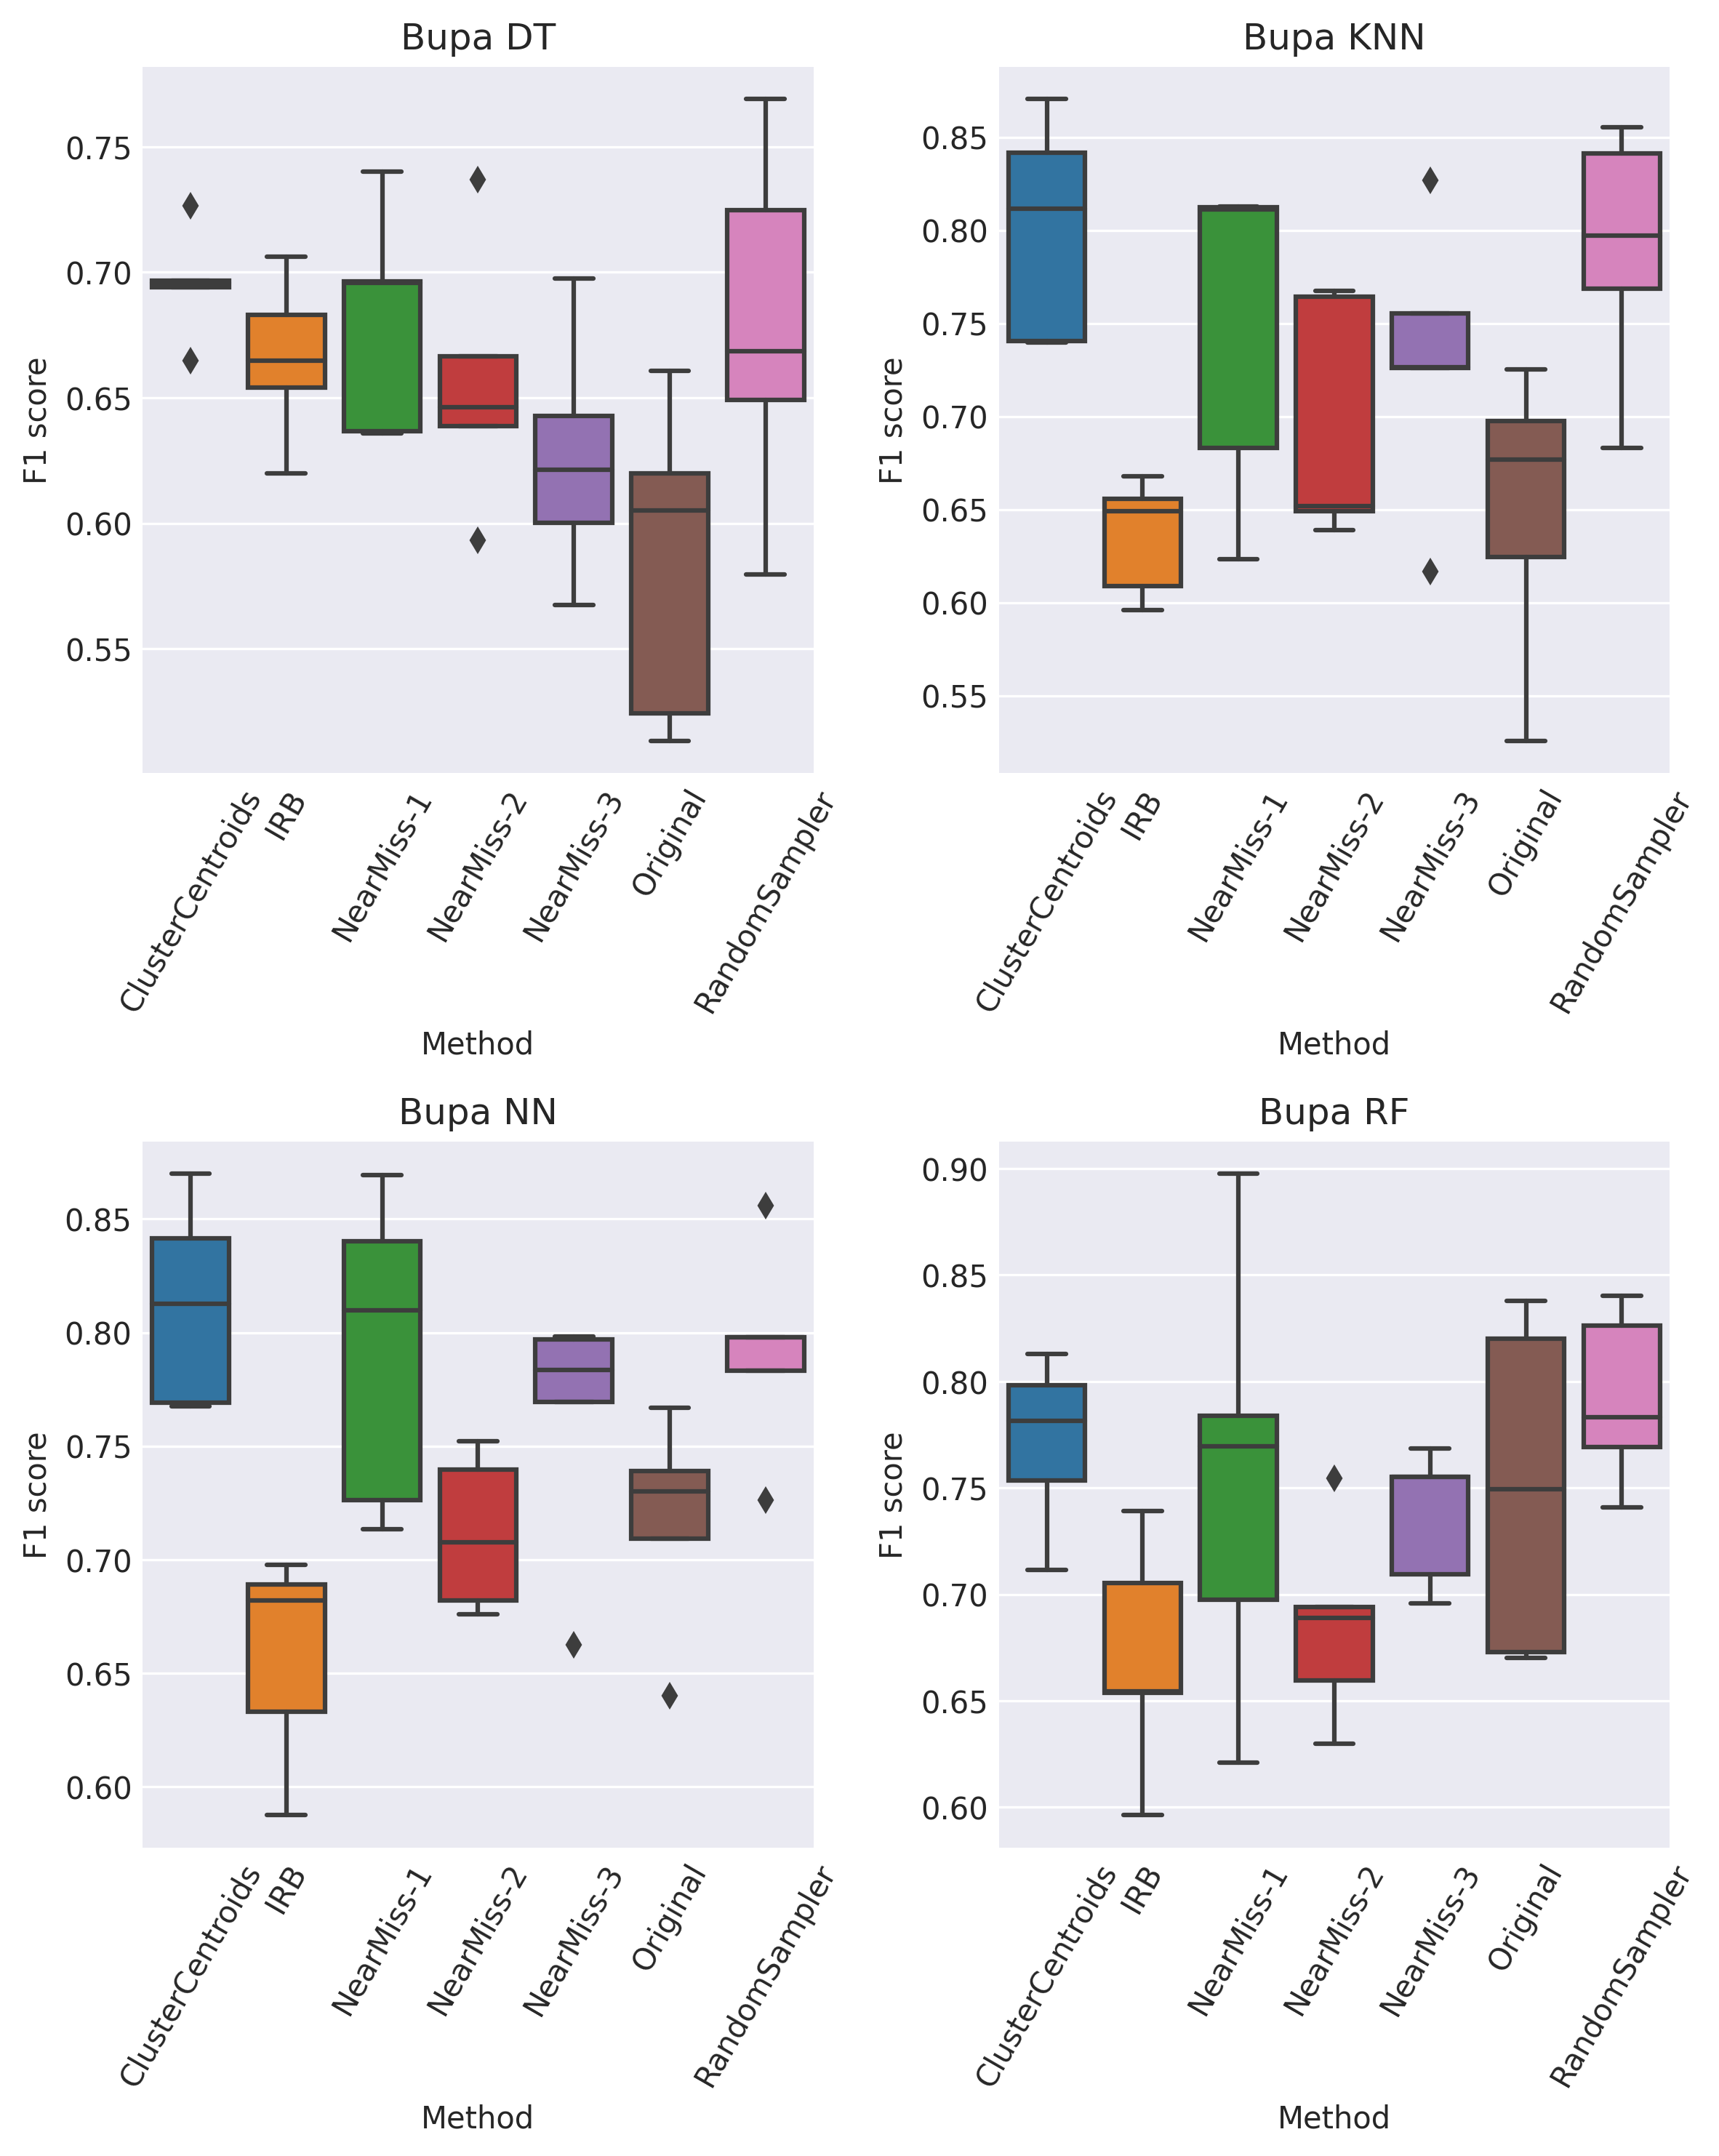 Bupa DT
F1 score
0.75
0.70
0.65
0.60
0.55
ClusterCentroids
IRB
NearMiss-1
NearMiss-2
NearMiss-3
Original
RandomSampler
Method
Bupa KNN
F1 score
0.85
0.80
0.75
0.70
0.65
0.60
0.55
ClusterCentroids
IRB
NearMiss-1
NearMiss-2
NearMiss-3
Original
RandomSampler
Method
Bupa NN
F1 score
0.85
0.80
0.75
0.70
0.65
0.60
ClusterCentroids
IRB
NearMiss-1
NearMiss-2
NearMiss-3
Original
RandomSampler
Method
Bupa RF
F1 score
0.90
0.85
0.80
0.75
0.70
0.65
0.60
ClusterCentroids
IRB
NearMiss-1
NearMiss-2
NearMiss-3
Original
RandomSampler
Method